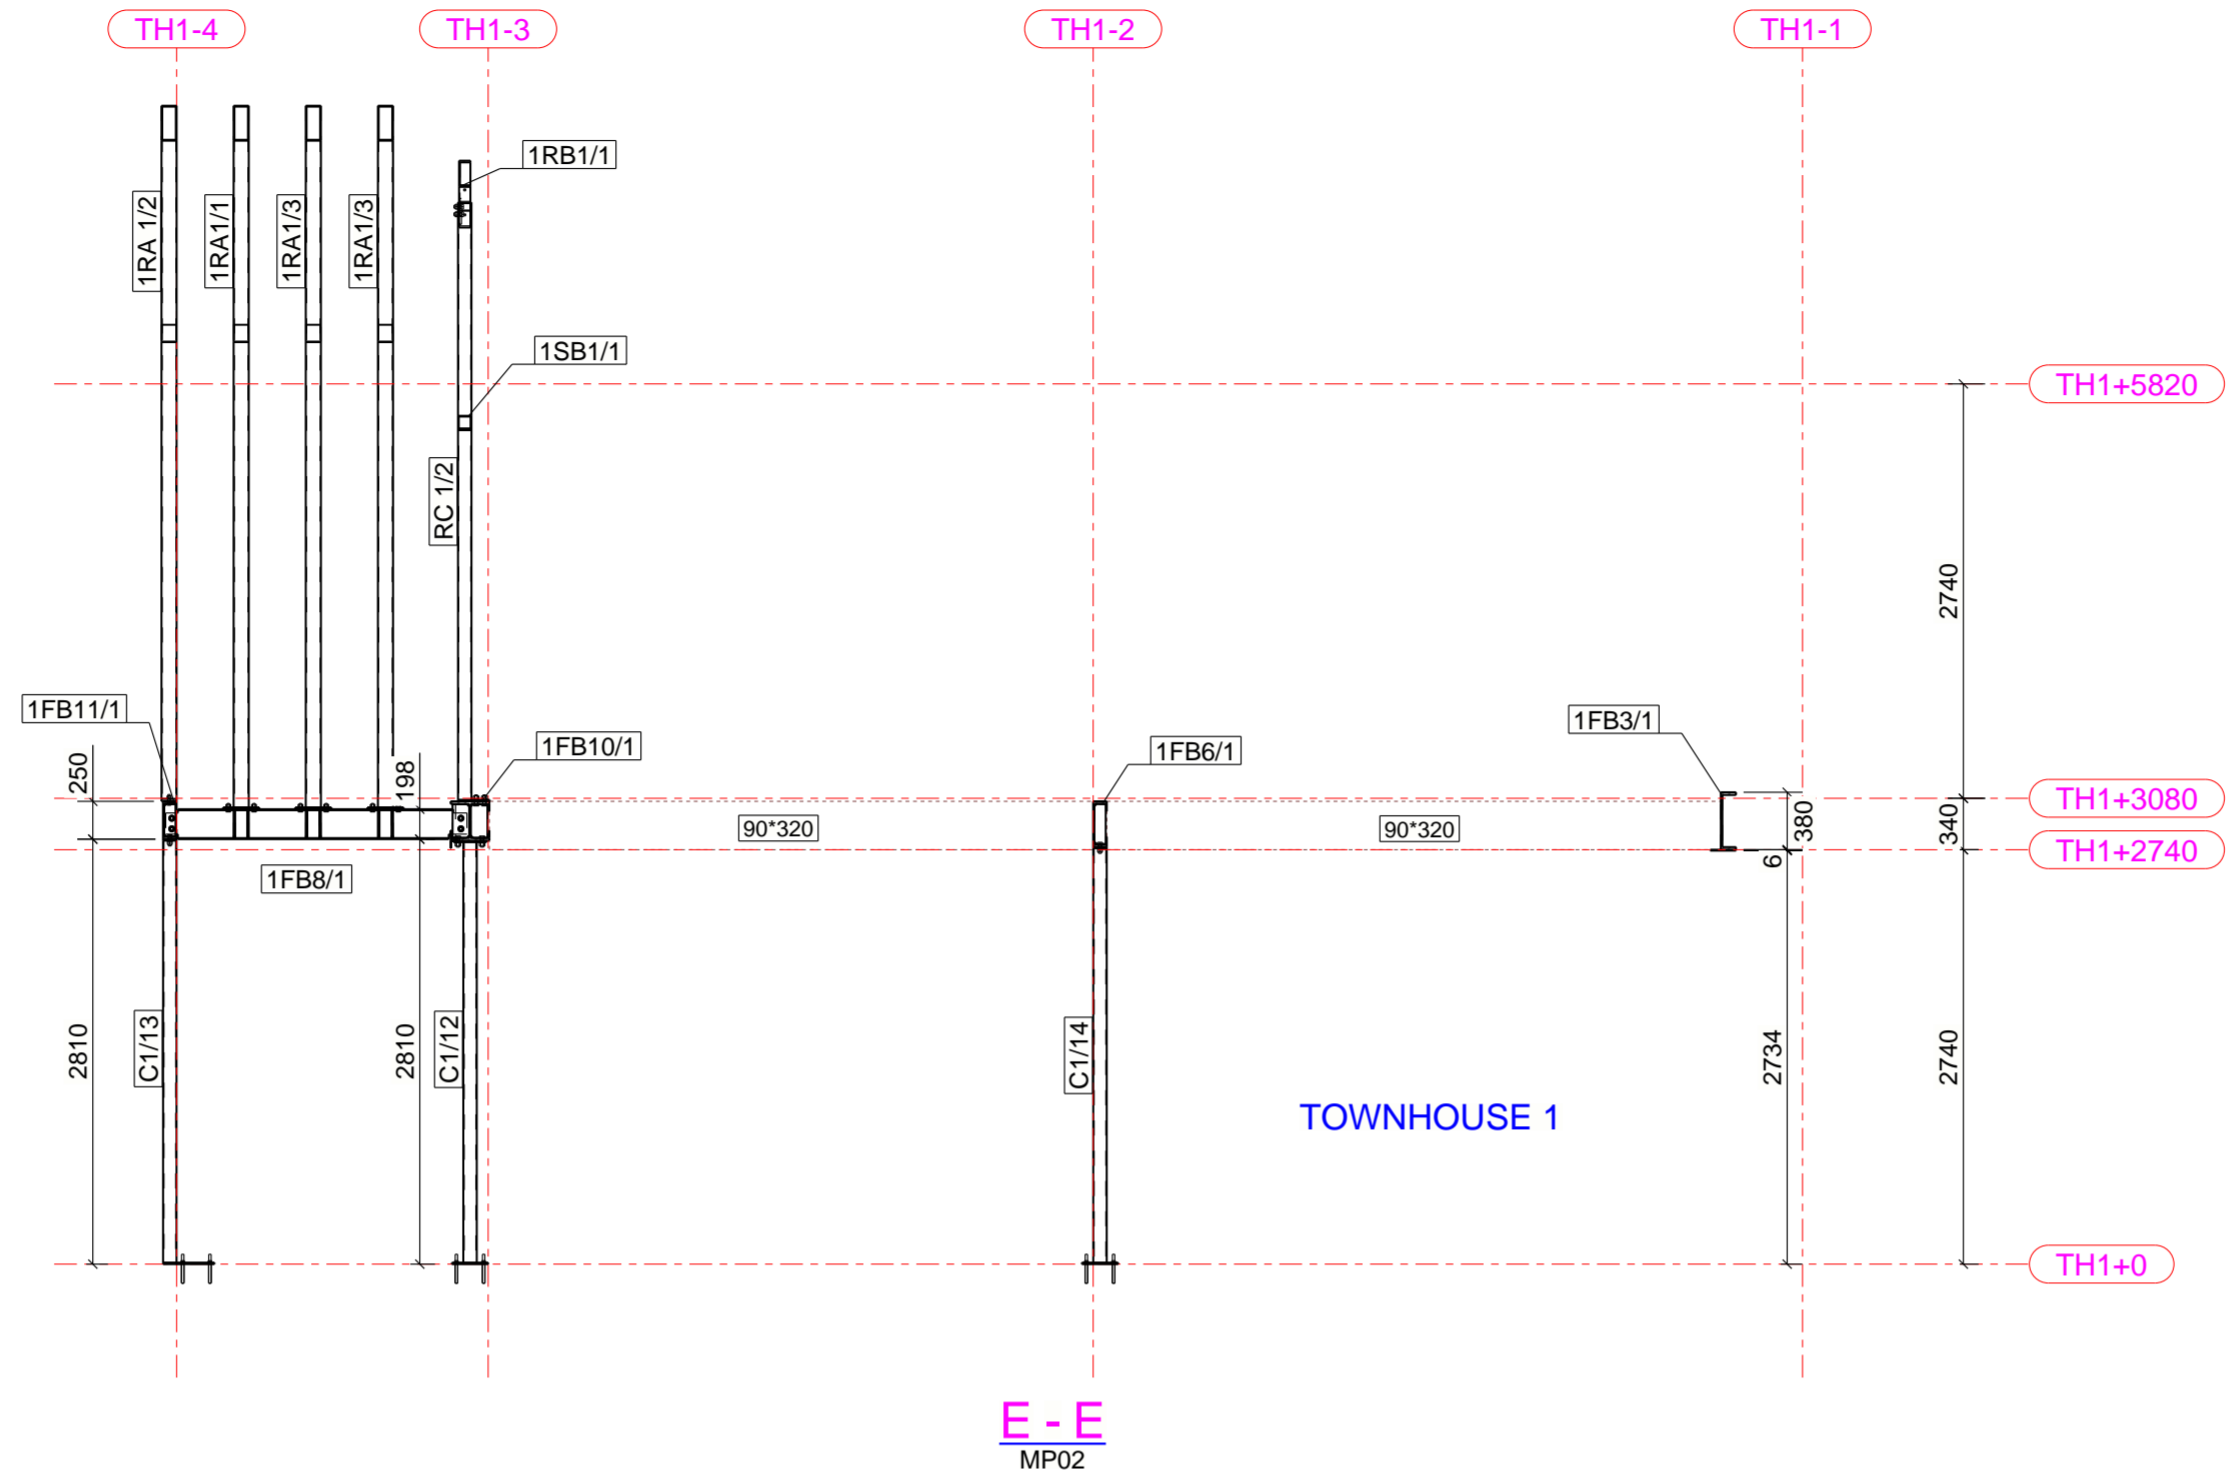 TH1-4
TH1-3
TH1-2
TH1-1
1RB1/1
1RA 1/2
1RA1/1
1RA1/3
1RA1/3
1SB1/1
TH1+5820
RC 1/2
2740
1FB11/1
1FB10/1
1FB6/1
1FB3/1
250
198
TH1+3080
380
340
90*320
90*320
TH1+2740
6
1FB8/1
2810
C1/13
2810
C1/12
C1/14
2734
2740
TOWNHOUSE 1
TH1+0
E - E
MP02